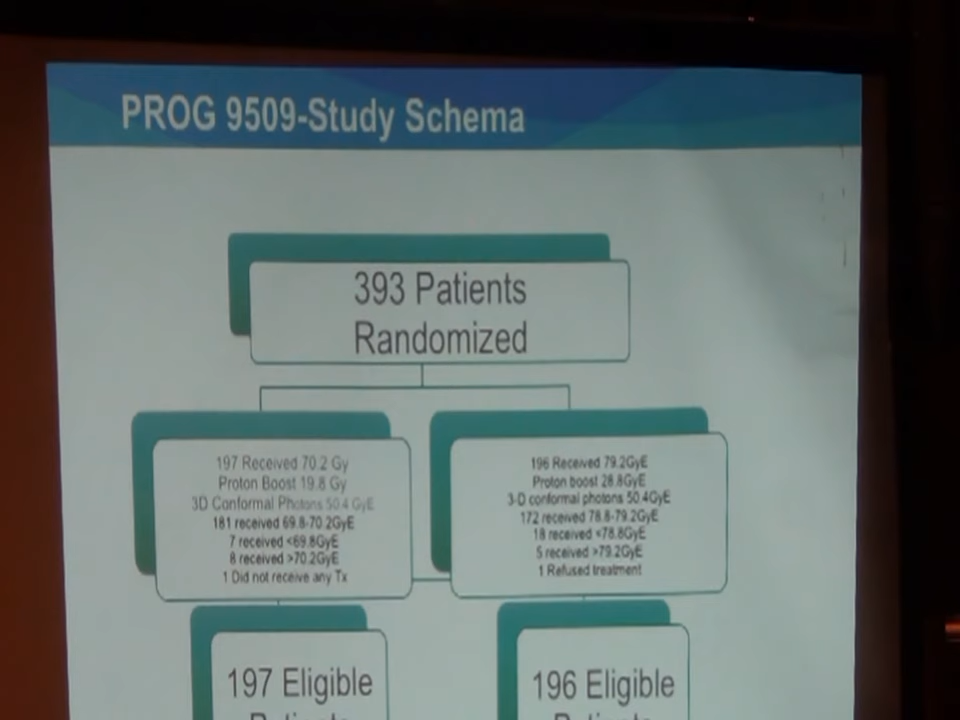 PROG 9509-Study Schema
393 Patients
Randomized
197 Received 70.2 Gy
Proton Boost 19.8 Gy
3D Conformal Photons 50.4 GyE
181 received 69.8-70.2GyE
7 received <69.8GyE
8 received >70.2GyE
1 Did not receive any Tx
196 Received 79.2GyE
Proton boost 28.8GyE
3-D conformal photons 50.4GyE
172 received 78.8-79.2GyE
18 received <78.8GyE
5 received >79.2GyE
1 Refused treatment
197 Eligible
Patients
196 Eligible
Patients